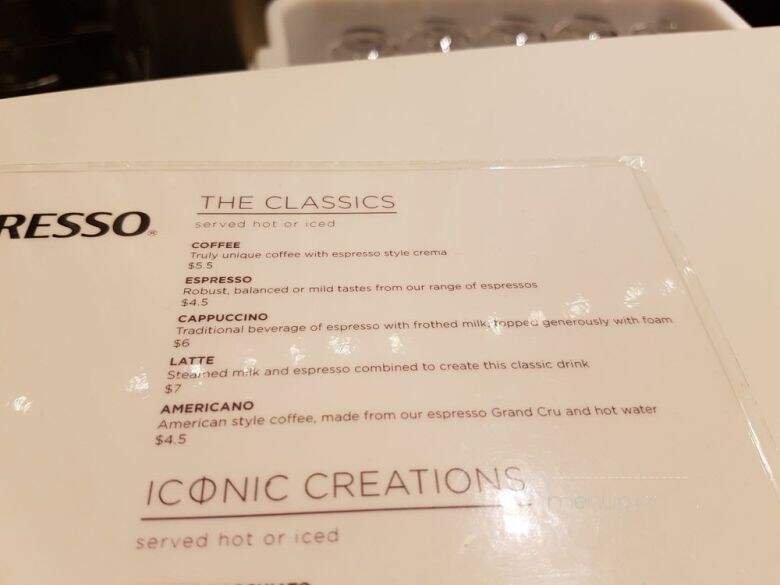 RESSO®
THE CLASSICS
served hot or iced
COFFEE
Truly unique coffee with espresso style crema
$5.5
ESPRESSO
Robust, balanced or mild tastes from our range of espressos
$4.5
CAPPUCCINO
Traditional beverage of espresso with frothed milk, topped generously with foam
$6
LATTE
Steamed milk and espresso combined to create this classic drink
$7
AMERICANO
American style coffee, made from our espresso Grand Cru and hot water
$4.5
ICONIC CREATIONS
served hot or iced